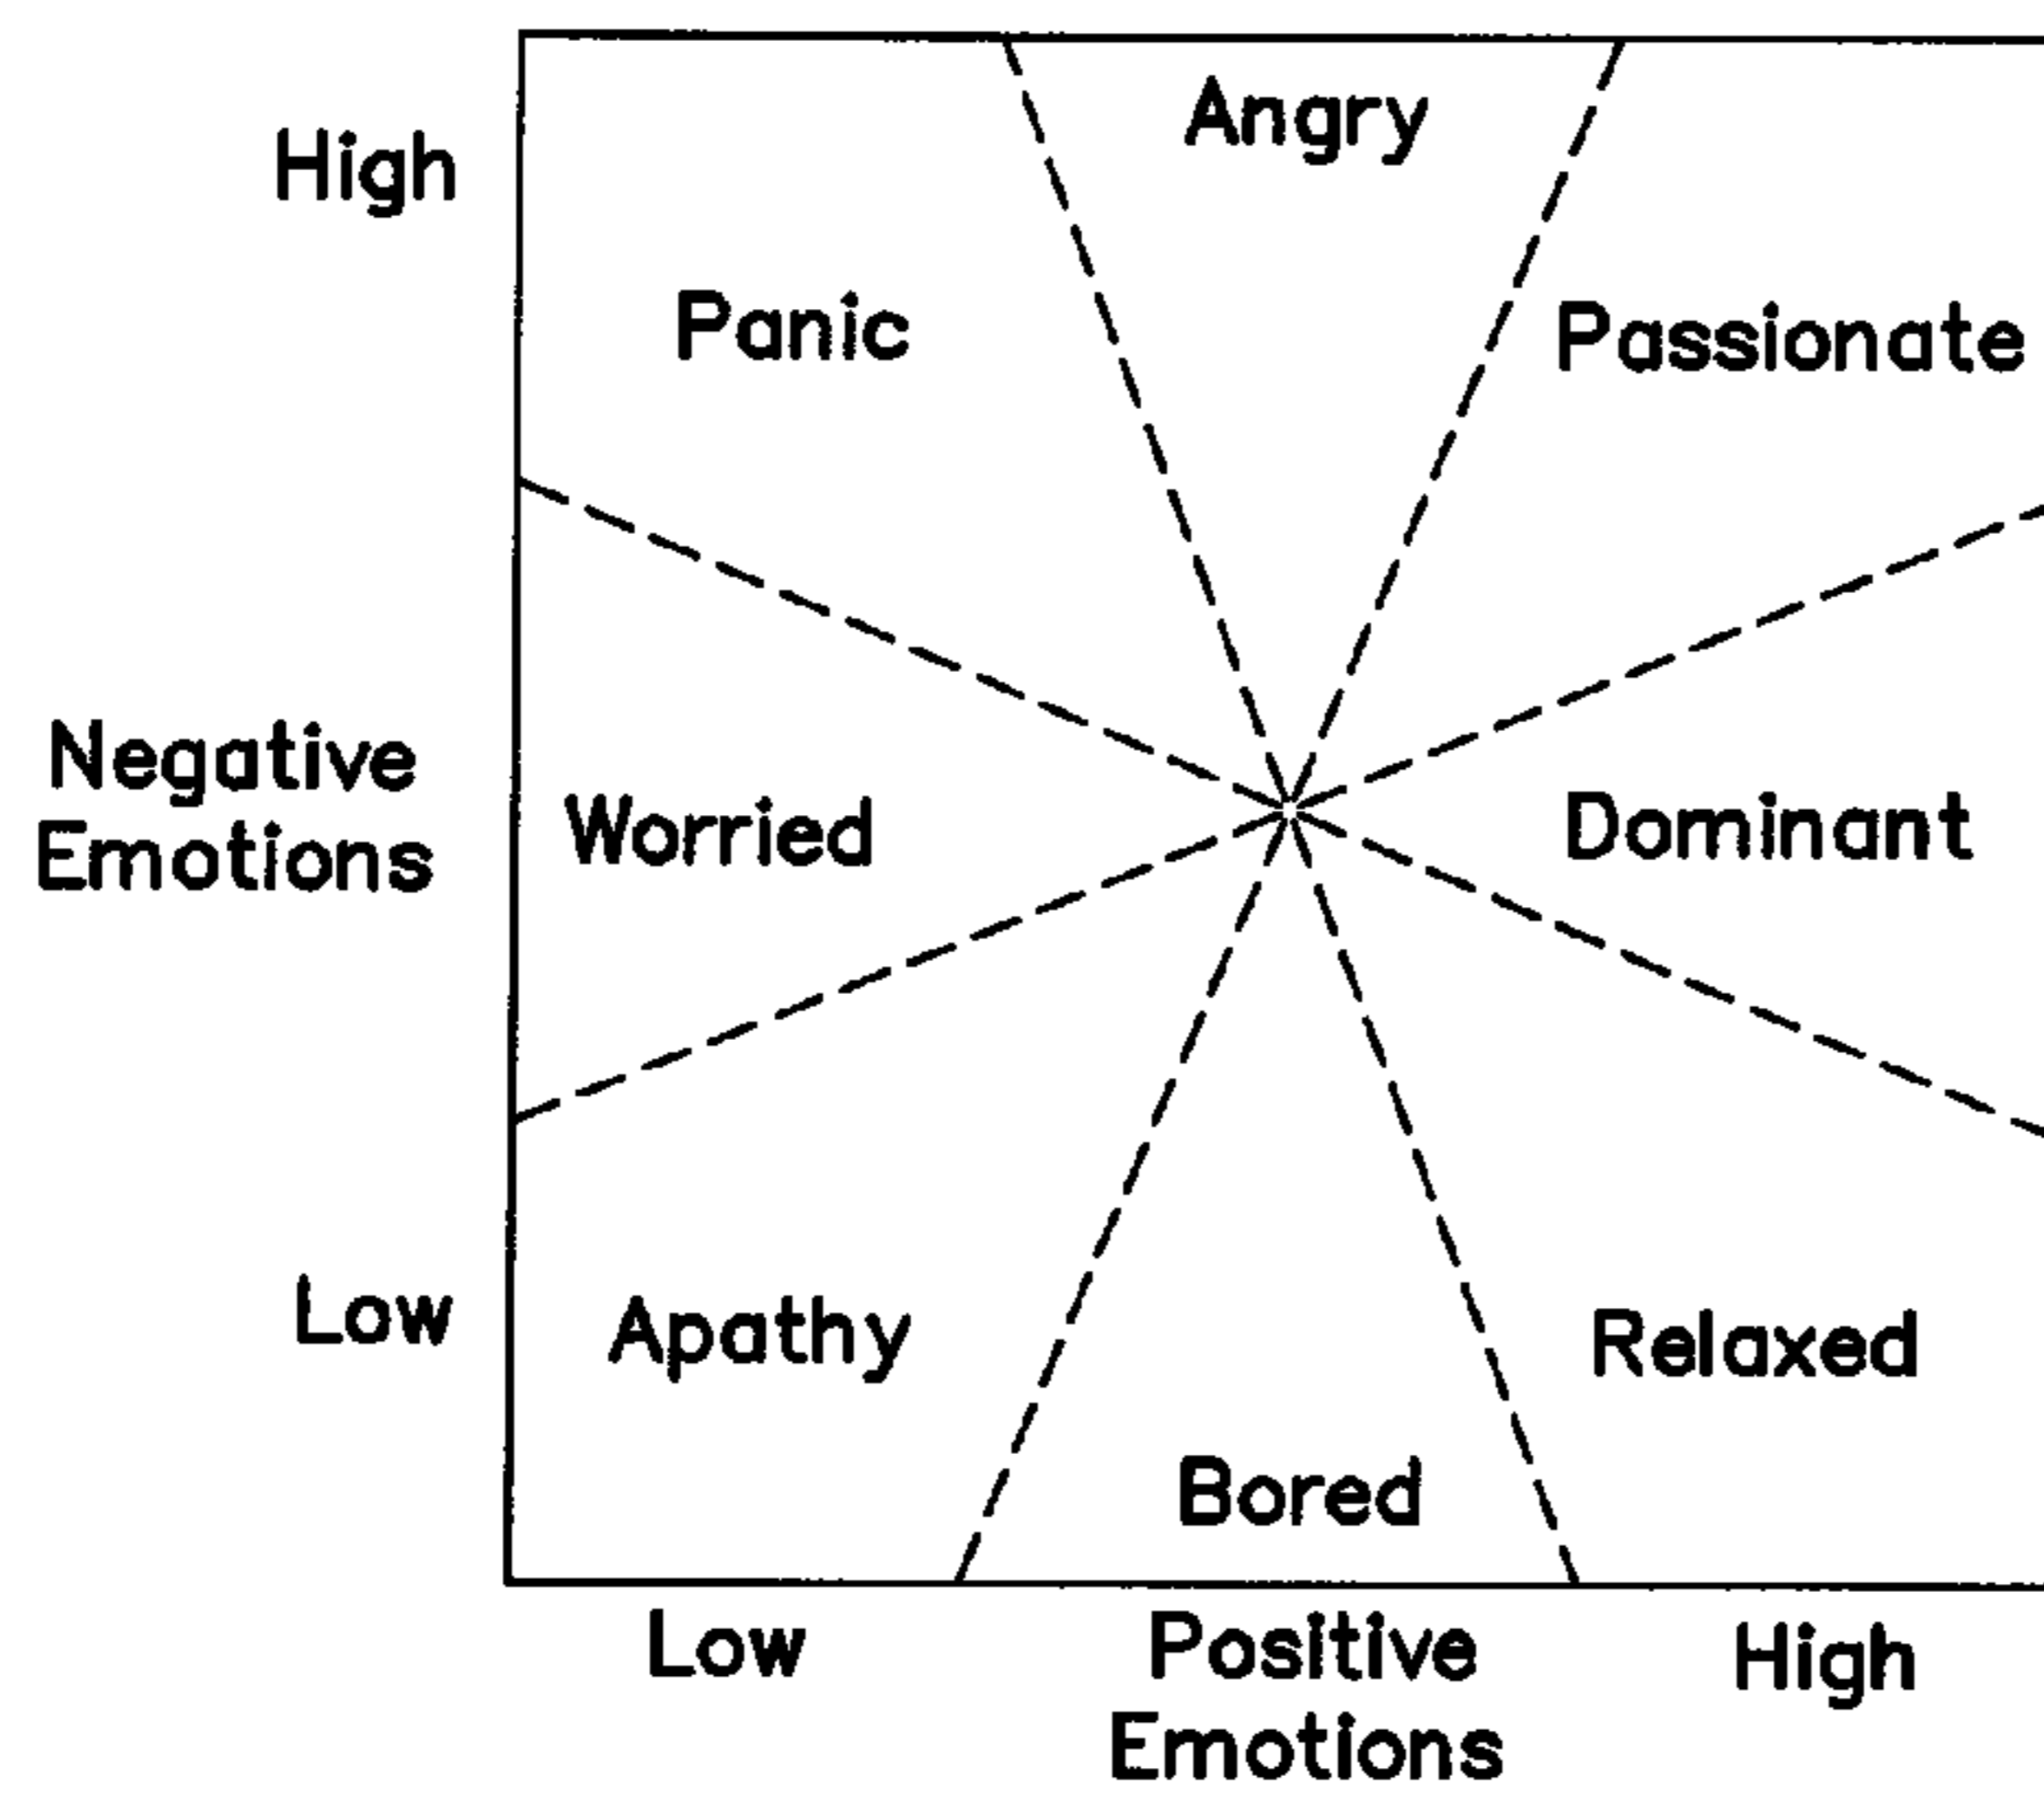 Angry
High
Panic
Passionate
Negative
Emotions
Worried
Dominant
Low
Apathy
Relaxed
Bored
Low
Positive
Emotions
High